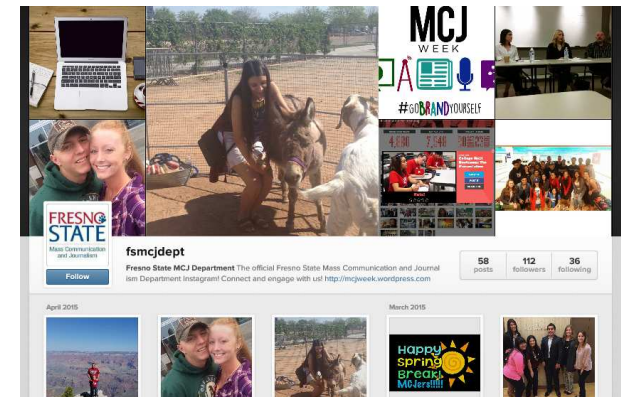 MCJ
WEEK
#GOBRANDYOURSELF
FRESNO
STATE
Mass Communication
and Journalism
Follow
fsmcjdept
Fresno State MCJ Department The official Fresno State Mass Communication and Journal
ism Department Instagram! Connect and engage with us! http://mcjweek.wordpress.com
58
posts
112
followers
36
following
April 2015
March 2015
Happy
Spring
Break!
MCJers!!!!!